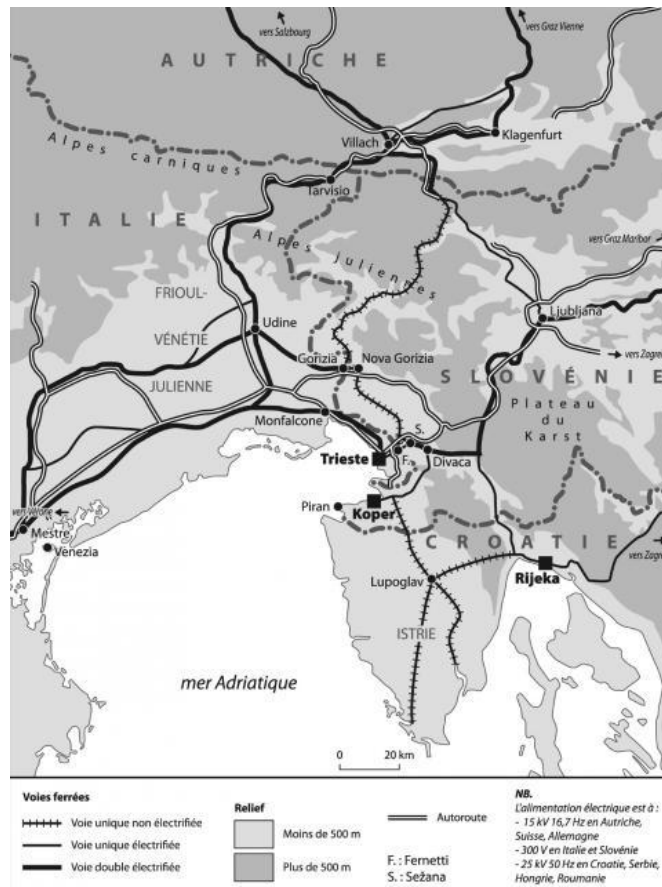 vers Salzbourg
vers Graz Vienne
AUTRICHE
Villach
Klagenfurt
Alpes carniques
Tarvisio
ITALIE
Alpes juliennes
vers Graz Maribar
FRIOUL-
VÉNÉTIE
JULIENNE
Udine
Ljubljana
vers Zagreb
Gorizia
Nova Gorizia
SLOVÉNIE
Plateau
du
Karst
Monfalcone
S.
Trieste
F.
Divaca
vers Vérone
Piran
Koper
Mestre
Venezia
CROATIE
vers Zagreb
Lupoglav
Rijeka
ISTRIE
mer Adriatique
0 20 km
Voies ferrées
Voie unique non électrifiée
Voie unique électrifiée
Voie double électrifiée
Relief
Moins de 500 m
Plus de 500 m
Autoroute
F. : Fernetti
S. : Sežana
NB.
L'alimentation électrique est à :
- 15 kV 16,7 Hz en Autriche,
Suisse, Allemagne
- 300 V en Italie et Slovénie
- 25 kV 50 Hz en Croatie, Serbie,
Hongrie, Roumanie